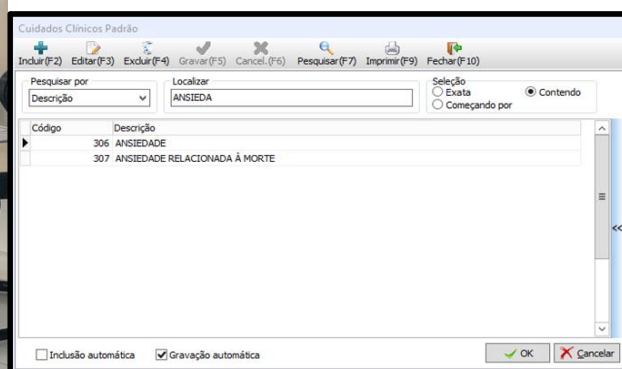 Cuidados Clínicos Padrão
Incluir(F2) Editar(F3) Excluir(F4) Gravar(F5) Cancel.(F6) Pesquisar(F7) Imprimir(F9) Fechar(F10)
Pesquisar por Localizar Seleção
Descrição ANSIEDA Exata Contendo
Começando por
Código Descrição
306 ANSIEDADE
307 ANSIEDADE RELACIONADA À MORTE
<<
Inclusão automática Gravação automática OK Cancelar